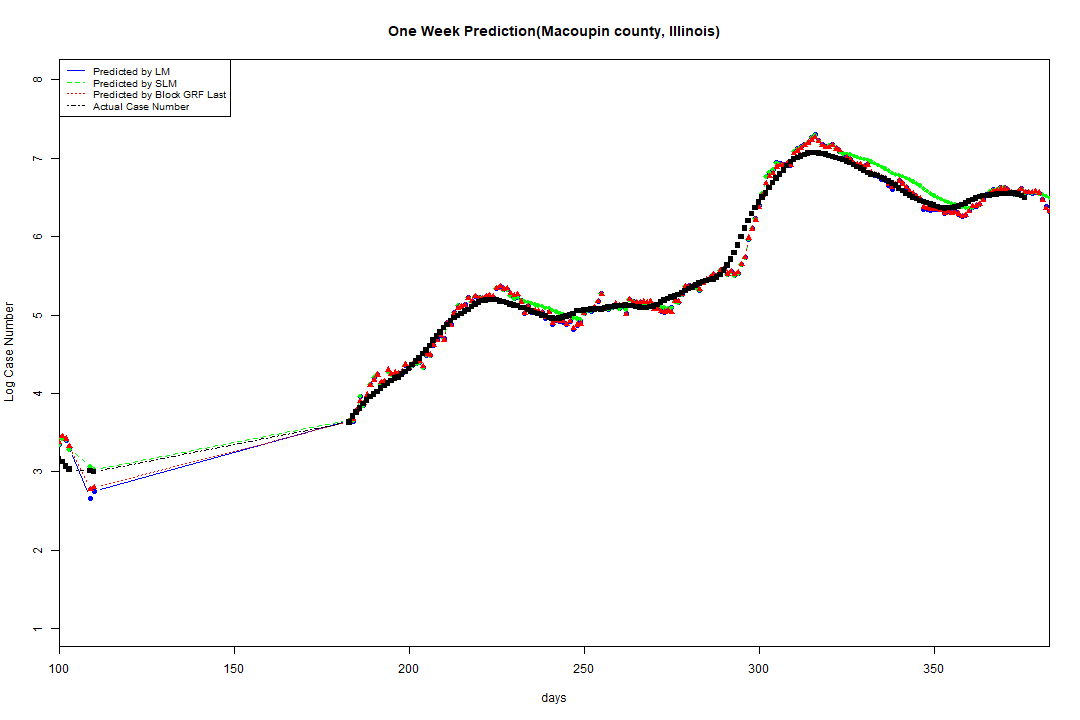 One Week Prediction(Macoupin county, Illinois)
Predicted by LM
Predicted by SLM
Predicted by Block GRF Last
Actual Case Number
8
7
6
5
4
3
2
1
Log Case Number
100 150 200 250 300 350
days